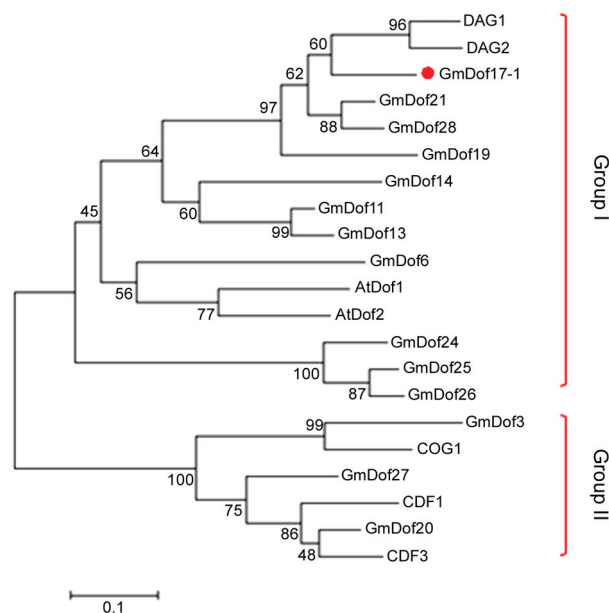 DAG1
96
DAG2
60
GmDof17-1
62
GmDof21
88
GmDof28
97
GmDof19
64
GmDof14
60
GmDof11
99
GmDof13
45
GmDof6
56
AtDof1
77
AtDof2
GmDof24
100
GmDof25
87
GmDof26
Group I
GmDof3
99
COG1
100
GmDof27
75
CDF1
86
GmDof20
48
CDF3
Group II
0.1